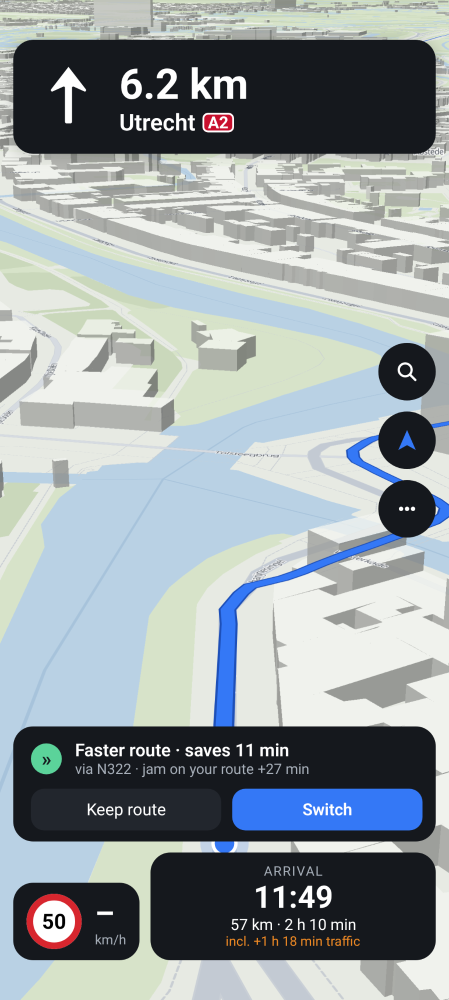 6.2 km
Utrecht A2
Faster route · saves 11 min
via N322 · jam on your route +27 min
Keep route
Switch
50
–
km/h
ARRIVAL
11:49
57 km · 2 h 10 min
incl. +1 h 18 min traffic